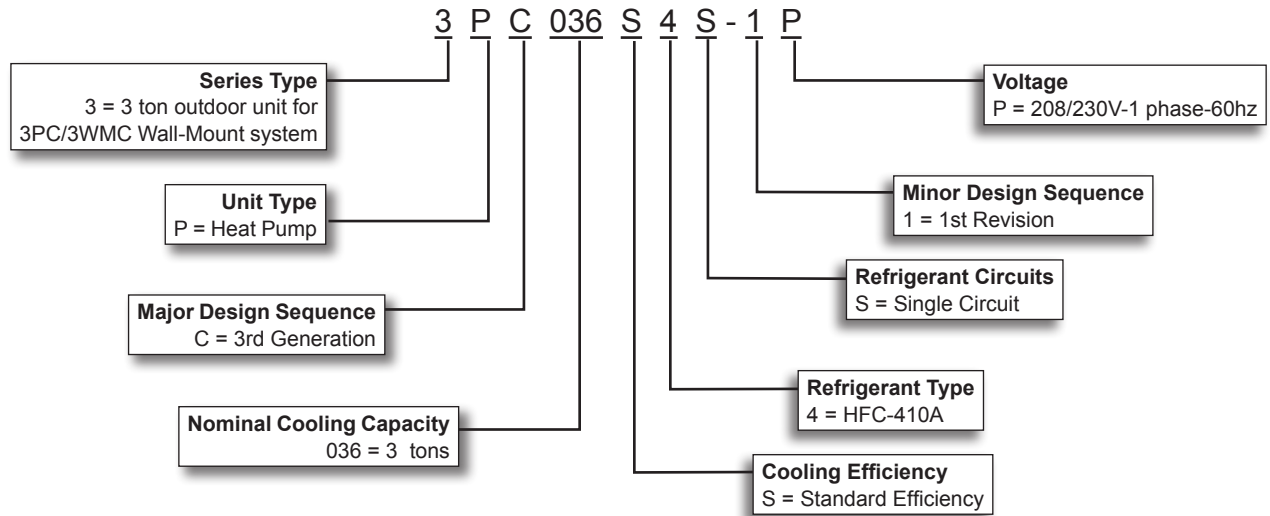 3 P C 036 S 4 S - 1 P
Series Type
3 = 3 ton outdoor unit for
3PC/3WMC Wall-Mount system
Unit Type
P = Heat Pump
Major Design Sequence
C = 3rd Generation
Nominal Cooling Capacity
036 = 3 tons
Voltage
P = 208/230V-1 phase-60hz
Minor Design Sequence
1 = 1st Revision
Refrigerant Circuits
S = Single Circuit
Refrigerant Type
4 = HFC-410A
Cooling Efficiency
S = Standard Efficiency